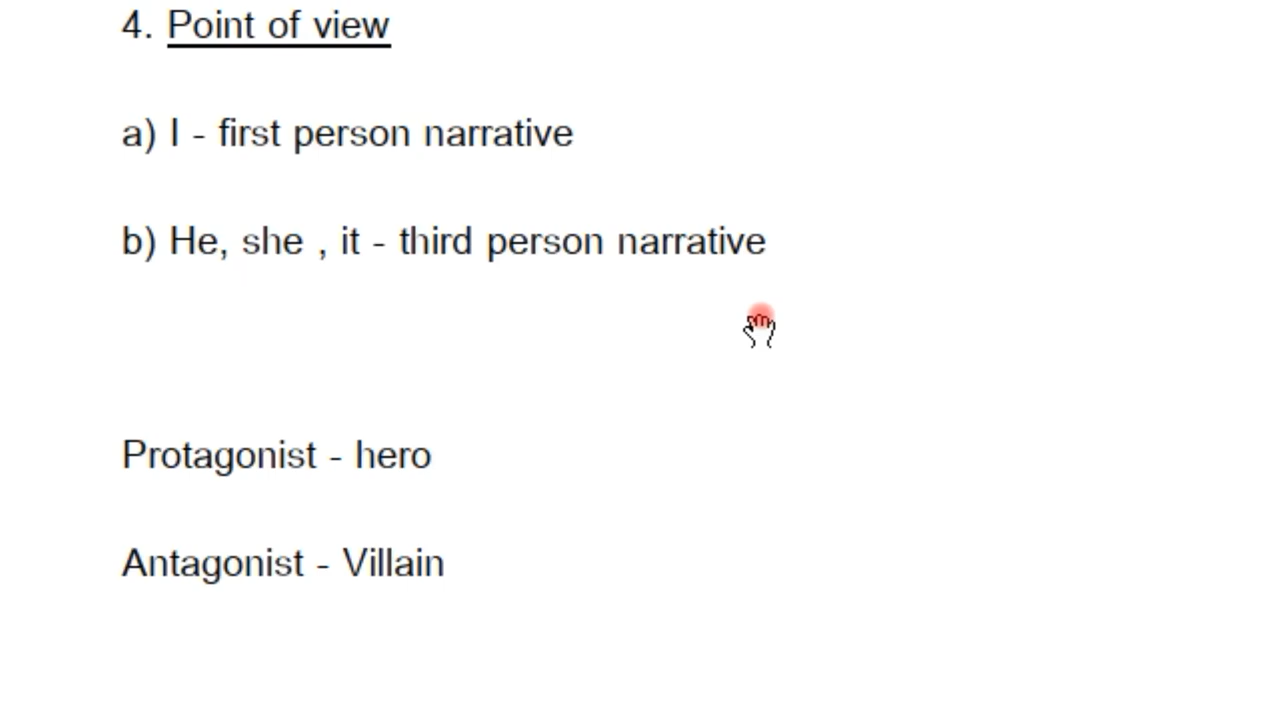 4. Point of view
a) I - first person narrative
b) He, she , it - third person narrative
Protagonist - hero
Antagonist - Villain